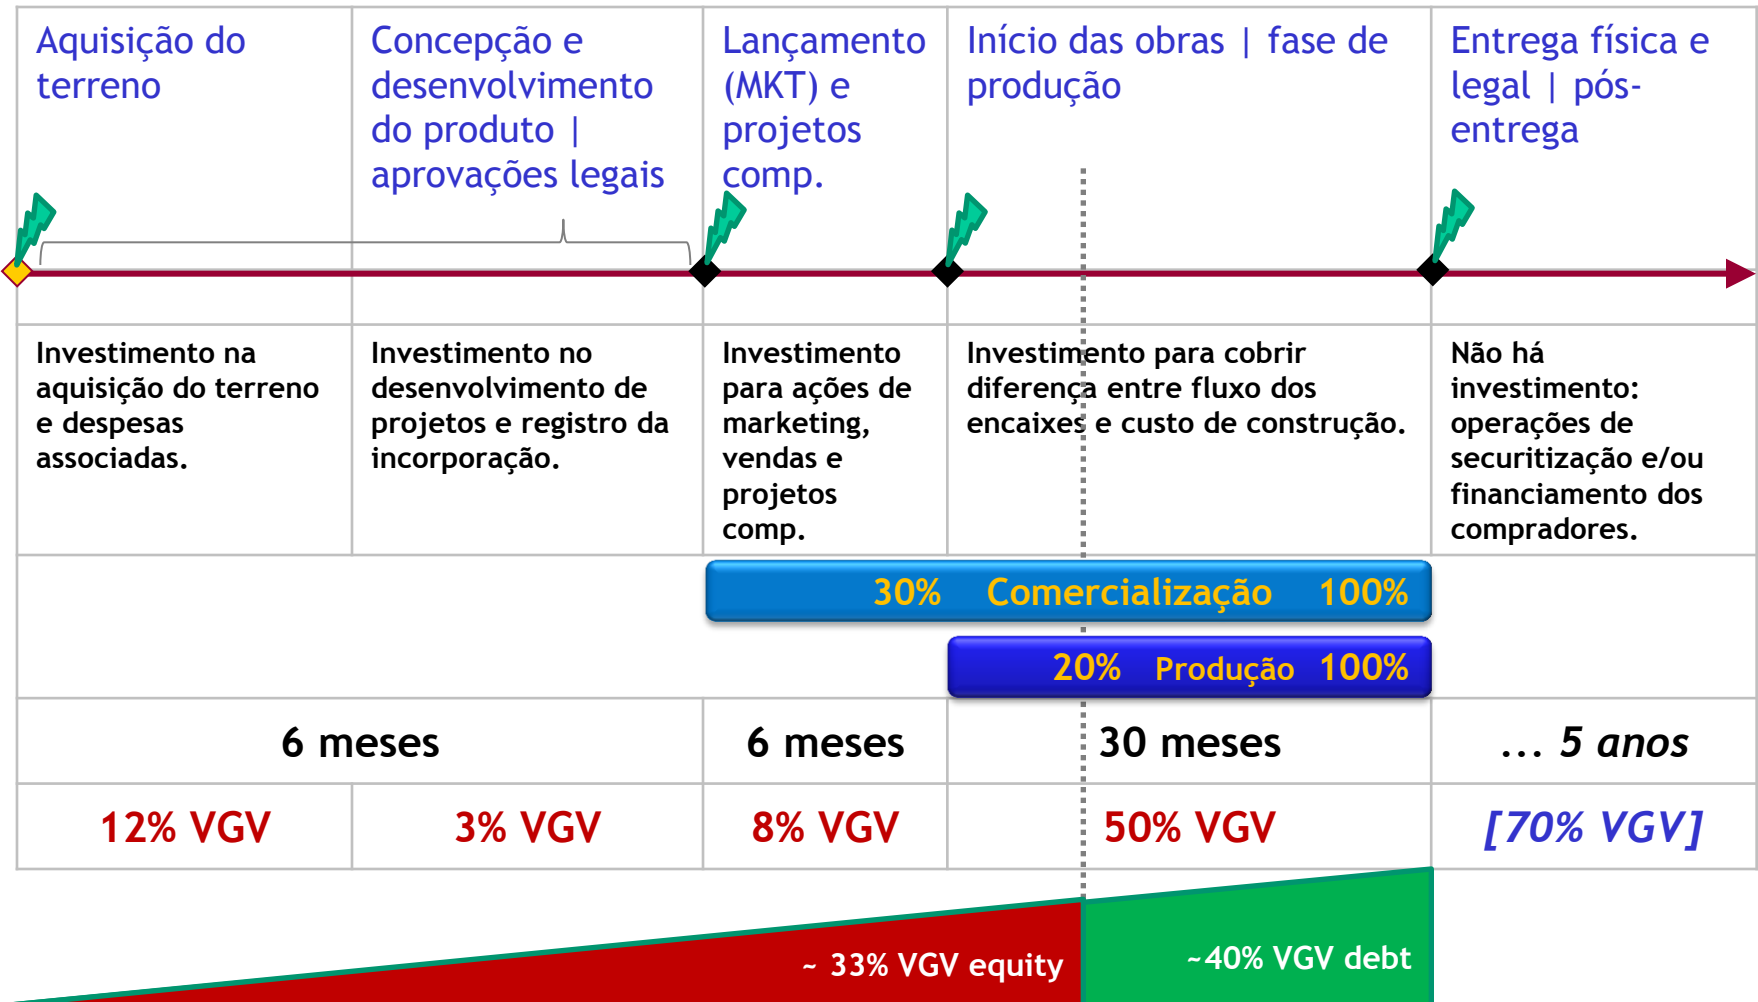 Aquisição do
terreno
Concepção e
desenvolvimento
do produto |
aprovações legais
Lançamento
(MKT) e
projetos
comp.
Início das obras | fase de
produção
Entrega física e
legal | pós-
entrega
Investimento na
aquisição do terreno
e despesas
associadas.
Investimento no
desenvolvimento de
projetos e registro da
incorporação.
Investimento
para ações de
marketing,
vendas e
projetos
comp.
Investimento para cobrir
diferença entre fluxo dos
encaixes e custo de construção.
Não há
investimento:
operações de
securitização e/ou
financiamento dos
compradores.
30% Comercialização 100%
20% Produção 100%
6 meses
6 meses
30 meses
... 5 anos
12% VGV
3% VGV
8% VGV
50% VGV
[70% VGV]
~ 33% VGV equity
~40% VGV debt